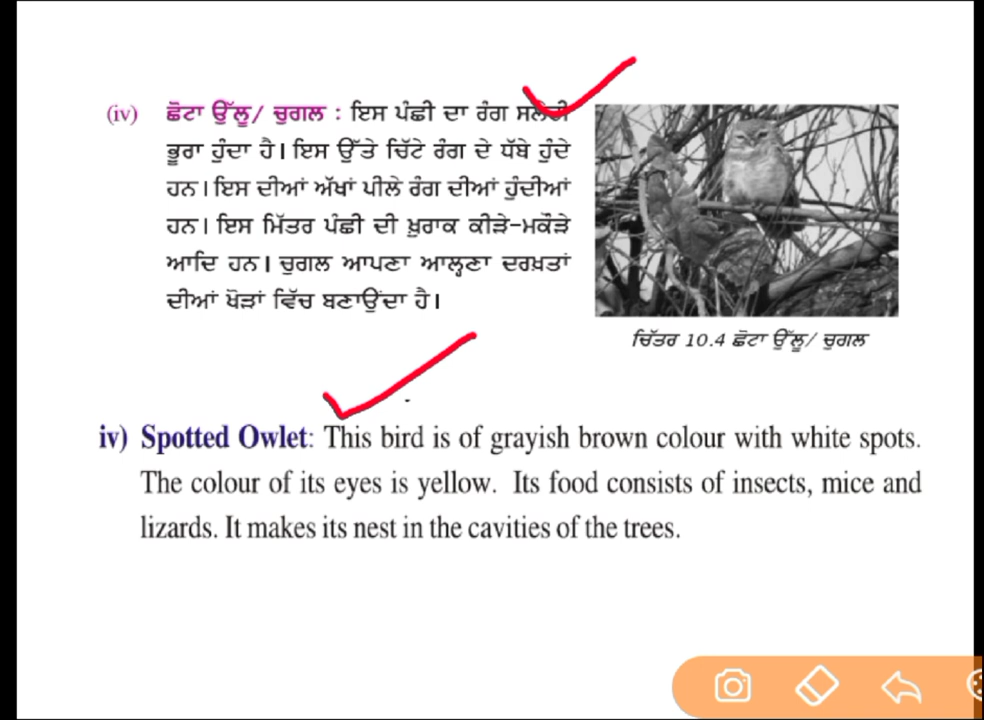 (iv) ਛੋਟਾ ਉੱਲੂ/ ਚੁਗਲ : ਇਸ ਪੰਛੀ ਦਾ ਰੰਗ ਸਲੇਟੀ
ਭੂਰਾ ਹੁੰਦਾ ਹੈ। ਇਸ ਉੱਤੇ ਚਿੱਟੇ ਰੰਗ ਦੇ ਧੱਬੇ ਹੁੰਦੇ
ਹਨ। ਇਸ ਦੀਆਂ ਅੱਖਾਂ ਪੀਲੇ ਰੰਗ ਦੀਆਂ ਹੁੰਦੀਆਂ
ਹਨ। ਇਸ ਮਿੱਤਰ ਪੰਛੀ ਦੀ ਖ਼ੁਰਾਕ ਕੀੜੇ-ਮਕੌੜੇ
ਆਦਿ ਹਨ। ਚੁਗਲ ਆਪਣਾ ਆਲ੍ਹਣਾ ਦਰਖ਼ਤਾਂ
ਦੀਆਂ ਖੋੜਾਂ ਵਿੱਚ ਬਣਾਉਂਦਾ ਹੈ।
ਚਿੱਤਰ 10.4 ਛੋਟਾ ਉੱਲੂ/ ਚੁਗਲ
iv) Spotted Owlet: This bird is of grayish brown colour with white spots.
The colour of its eyes is yellow. Its food consists of insects, mice and
lizards. It makes its nest in the cavities of the trees.